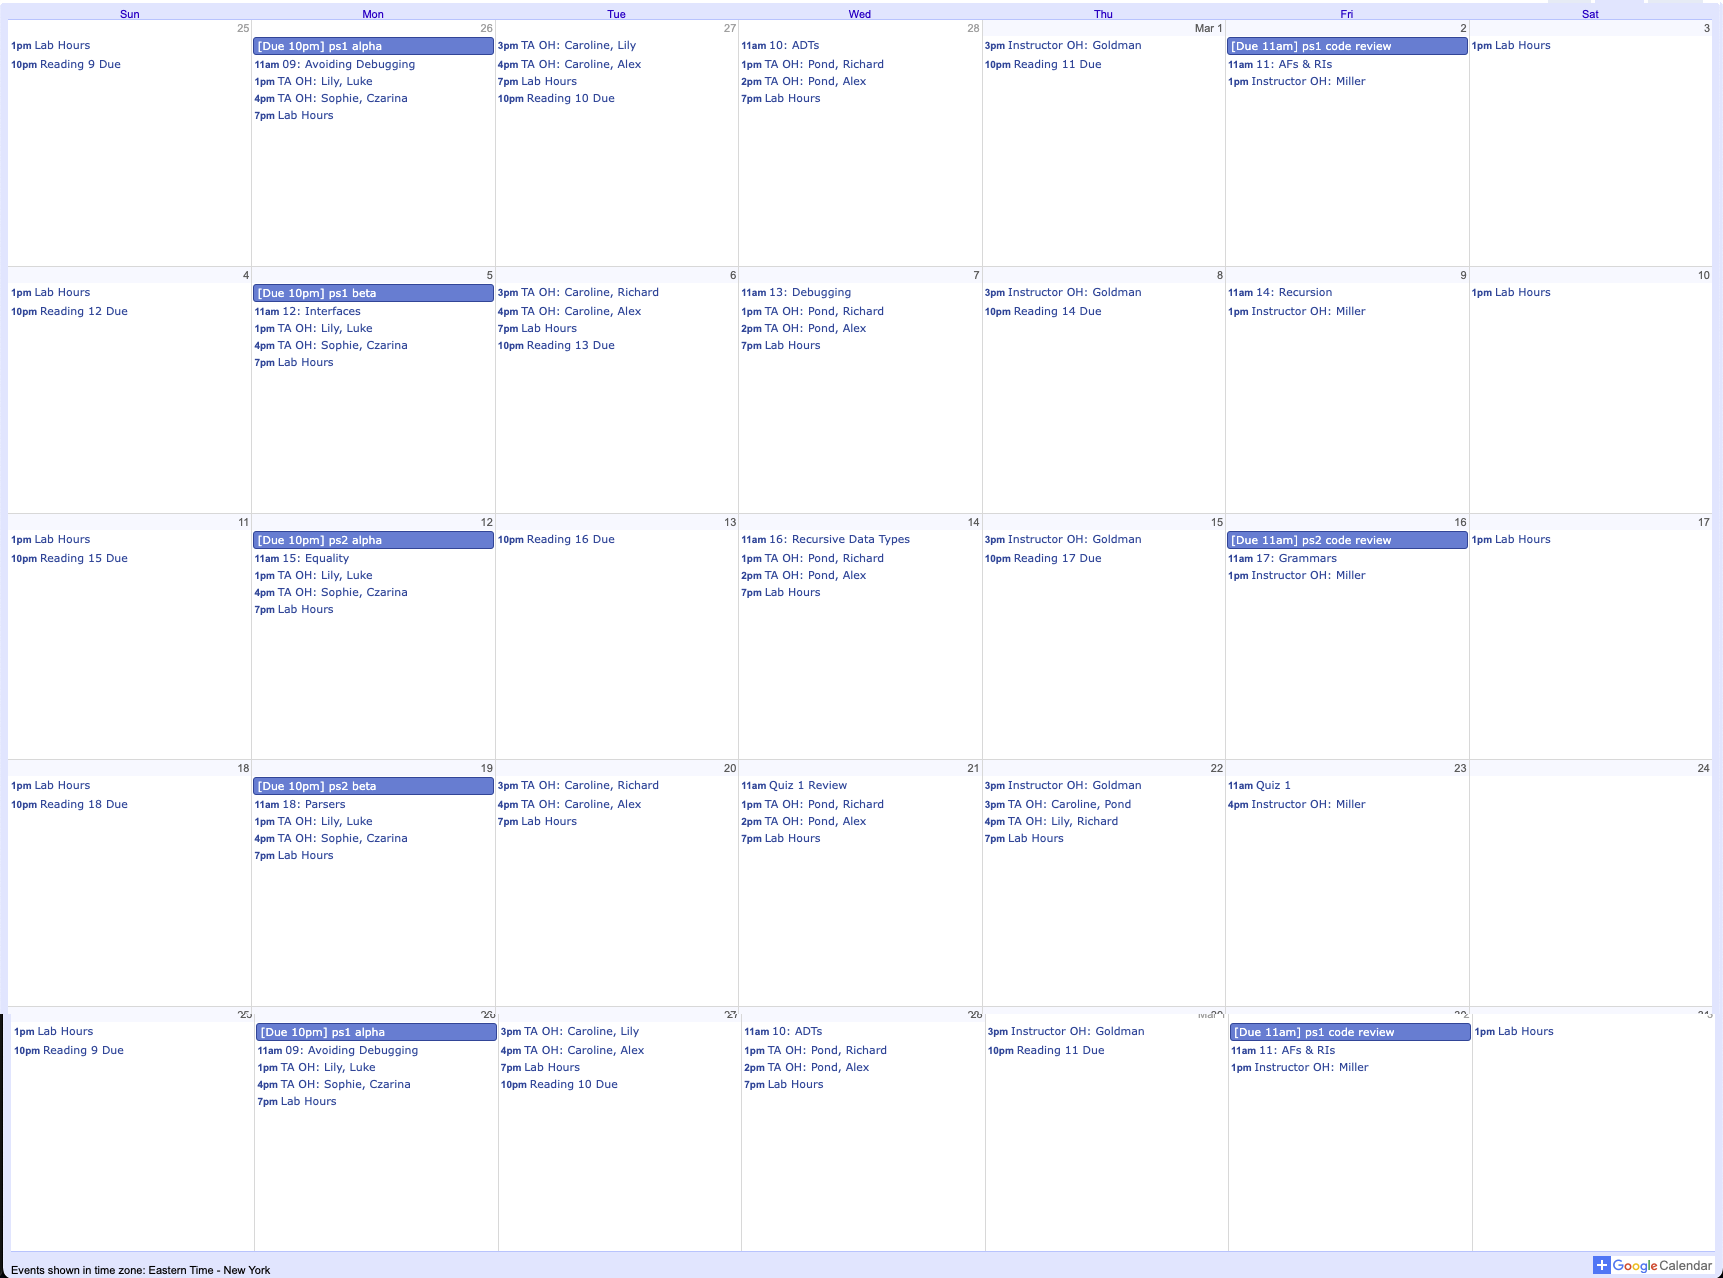 Sun Mon Tue Wed Thu Fri Sat
25 26 27 28 Mar 1 2 3
1pm Lab Hours
10pm Reading 9 Due
[Due 10pm] ps1 alpha
11am 09: Avoiding Debugging
1pm TA OH: Lily, Luke
4pm TA OH: Sophie, Czarina
7pm Lab Hours
3pm TA OH: Caroline, Lily
4pm TA OH: Caroline, Alex
7pm Lab Hours
10pm Reading 10 Due
11am 10: ADTs
1pm TA OH: Pond, Richard
2pm TA OH: Pond, Alex
7pm Lab Hours
3pm Instructor OH: Goldman
10pm Reading 11 Due
[Due 11am] ps1 code review
11am 11: AFs & RIs
1pm Instructor OH: Miller
1pm Lab Hours
4 5 6 7 8 9 10
1pm Lab Hours
10pm Reading 12 Due
[Due 10pm] ps1 beta
11am 12: Interfaces
1pm TA OH: Lily, Luke
4pm TA OH: Sophie, Czarina
7pm Lab Hours
3pm TA OH: Caroline, Richard
4pm TA OH: Caroline, Alex
7pm Lab Hours
10pm Reading 13 Due
11am 13: Debugging
1pm TA OH: Pond, Richard
2pm TA OH: Pond, Alex
7pm Lab Hours
3pm Instructor OH: Goldman
10pm Reading 14 Due
11am 14: Recursion
1pm Instructor OH: Miller
1pm Lab Hours
11 12 13 14 15 16 17
1pm Lab Hours
10pm Reading 15 Due
[Due 10pm] ps2 alpha
11am 15: Equality
1pm TA OH: Lily, Luke
4pm TA OH: Sophie, Czarina
7pm Lab Hours
10pm Reading 16 Due
11am 16: Recursive Data Types
1pm TA OH: Pond, Richard
2pm TA OH: Pond, Alex
7pm Lab Hours
3pm Instructor OH: Goldman
10pm Reading 17 Due
[Due 11am] ps2 code review
11am 17: Grammars
1pm Instructor OH: Miller
1pm Lab Hours
18 19 20 21 22 23 24
1pm Lab Hours
10pm Reading 18 Due
[Due 10pm] ps2 beta
11am 18: Parsers
1pm TA OH: Lily, Luke
4pm TA OH: Sophie, Czarina
7pm Lab Hours
3pm TA OH: Caroline, Richard
4pm TA OH: Caroline, Alex
7pm Lab Hours
11am Quiz 1 Review
1pm TA OH: Pond, Richard
2pm TA OH: Pond, Alex
7pm Lab Hours
3pm Instructor OH: Goldman
3pm TA OH: Caroline, Pond
4pm TA OH: Lily, Richard
7pm Lab Hours
11am Quiz 1
4pm Instructor OH: Miller
1pm Lab Hours
10pm Reading 9 Due
[Due 10pm] ps1 alpha
11am 09: Avoiding Debugging
1pm TA OH: Lily, Luke
4pm TA OH: Sophie, Czarina
7pm Lab Hours
3pm TA OH: Caroline, Lily
4pm TA OH: Caroline, Alex
7pm Lab Hours
10pm Reading 10 Due
11am 10: ADTs
1pm TA OH: Pond, Richard
2pm TA OH: Pond, Alex
7pm Lab Hours
3pm Instructor OH: Goldman
10pm Reading 11 Due
[Due 11am] ps1 code review
11am 11: AFs & RIs
1pm Instructor OH: Miller
1pm Lab Hours
Events shown in time zone: Eastern Time - New York
Google Calendar